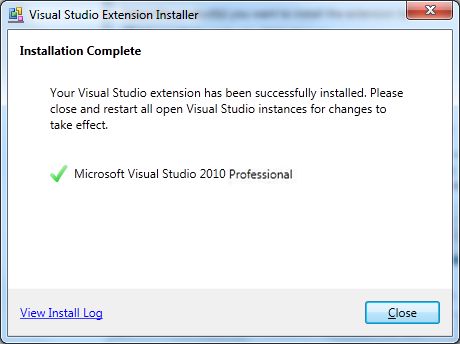 Visual Studio Extension Installer
Installation Complete
Your Visual Studio extension has been successfully installed. Please
close and restart all open Visual Studio instances for changes to
take effect.
Microsoft Visual Studio 2010 Professional
View Install Log
Close